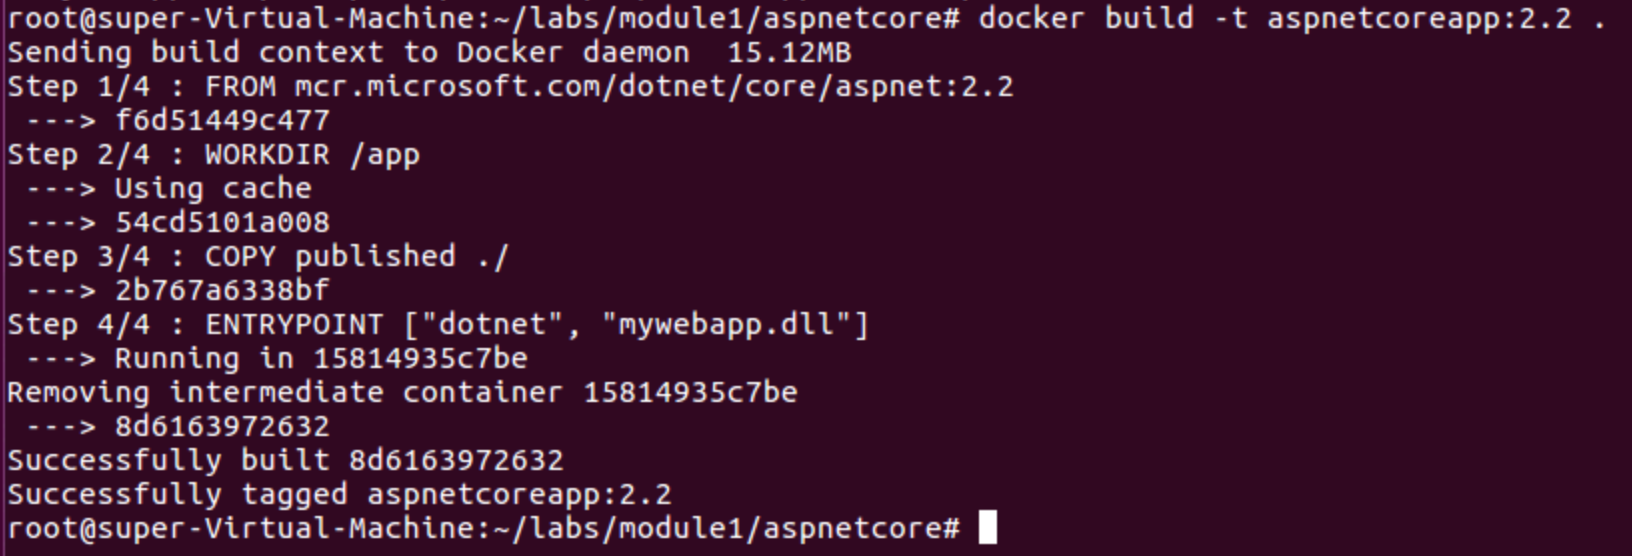 root@super-Virtual-Machine:~/labs/module1/aspnetcore# docker build -t aspnetcoreapp:2.2 .
Sending build context to Docker daemon  15.12MB
Step 1/4 : FROM mcr.microsoft.com/dotnet/core/aspnet:2.2
 ---> f6d51449c477
Step 2/4 : WORKDIR /app
 ---> Using cache
 ---> 54cd5101a008
Step 3/4 : COPY published ./
 ---> 2b767a6338bf
Step 4/4 : ENTRYPOINT ["dotnet", "mywebapp.dll"]
 ---> Running in 15814935c7be
Removing intermediate container 15814935c7be
 ---> 8d6163972632
Successfully built 8d6163972632
Successfully tagged aspnetcoreapp:2.2
root@super-Virtual-Machine:~/labs/module1/aspnetcore#